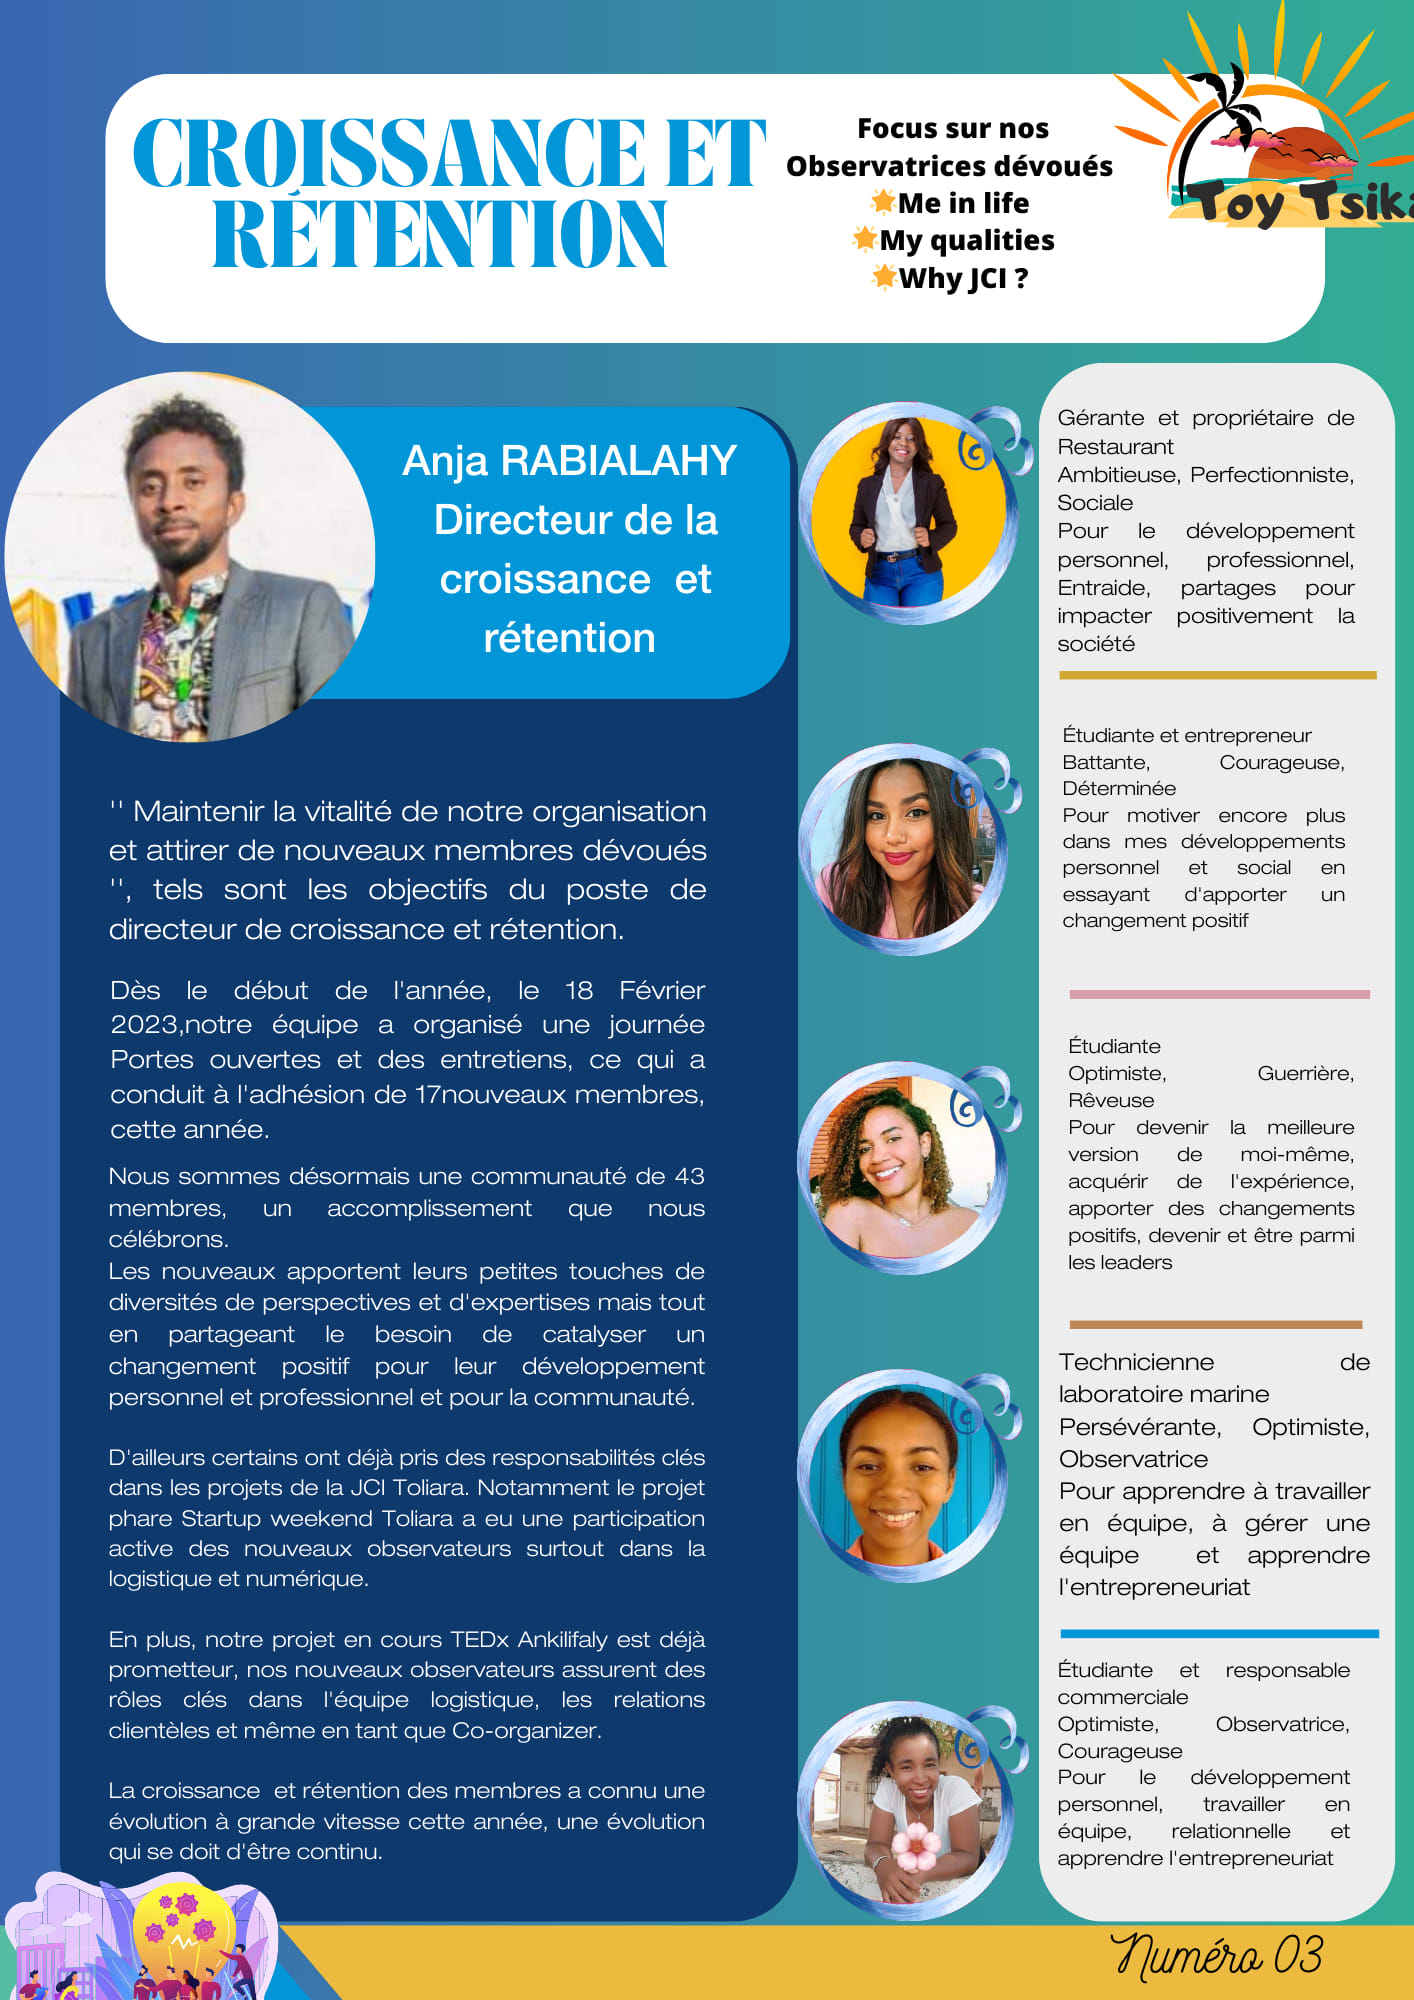 CROISSANCE ET
RÉTENTION
Focus sur nos
Observatrices dévoués
Me in life
My qualities
Why JCI ?
Toy Tsika
Anja RABIALAHY
Directeur de la
croissance et
rétention
'' Maintenir la vitalité de notre organisation
et attirer de nouveaux membres dévoués
'', tels sont les objectifs du poste de
directeur de croissance et rétention.
Dès le début de l'année, le 18 Février
2023,notre équipe a organisé une journée
Portes ouvertes et des entretiens, ce qui a
conduit à l'adhésion de 17nouveaux membres,
cette année.
Nous sommes désormais une communauté de 43
membres, un accomplissement que nous
célébrons.
Les nouveaux apportent leurs petites touches de
diversités de perspectives et d'expertises mais tout
en partageant le besoin de catalyser un
changement positif pour leur développement
personnel et professionnel et pour la communauté.
D'ailleurs certains ont déjà pris des responsabilités clés
dans les projets de la JCI Toliara. Notamment le projet
phare Startup weekend Toliara a eu une participation
active des nouveaux observateurs surtout dans la
logistique et numérique.
En plus, notre projet en cours TEDx Ankilifaly est déjà
prometteur, nos nouveaux observateurs assurent des
rôles clés dans l'équipe logistique, les relations
clientèles et même en tant que Co-organizer.
La croissance et rétention des membres a connu une
évolution à grande vitesse cette année, une évolution
qui se doit d'être continu.
Gérante et propriétaire de
Restaurant
Ambitieuse, Perfectionniste,
Sociale
Pour le développement
personnel, professionnel,
Entraide, partages pour
impacter positivement la
société
Étudiante et entrepreneur
Battante, Courageuse,
Déterminée
Pour motiver encore plus
dans mes développements
personnel et social en
essayant d'apporter un
changement positif
Étudiante
Optimiste, Guerrière,
Rêveuse
Pour devenir la meilleure
version de moi-même,
acquérir de l'expérience,
apporter des changements
positifs, devenir et être parmi
les leaders
Technicienne de
laboratoire marine
Persévérante, Optimiste,
Observatrice
Pour apprendre à travailler
en équipe, à gérer une
équipe et apprendre
l'entrepreneuriat
Étudiante et responsable
commerciale
Optimiste, Observatrice,
Courageuse
Pour le développement
personnel, travailler en
équipe, relationnelle et
apprendre l'entrepreneuriat
Numéro 03